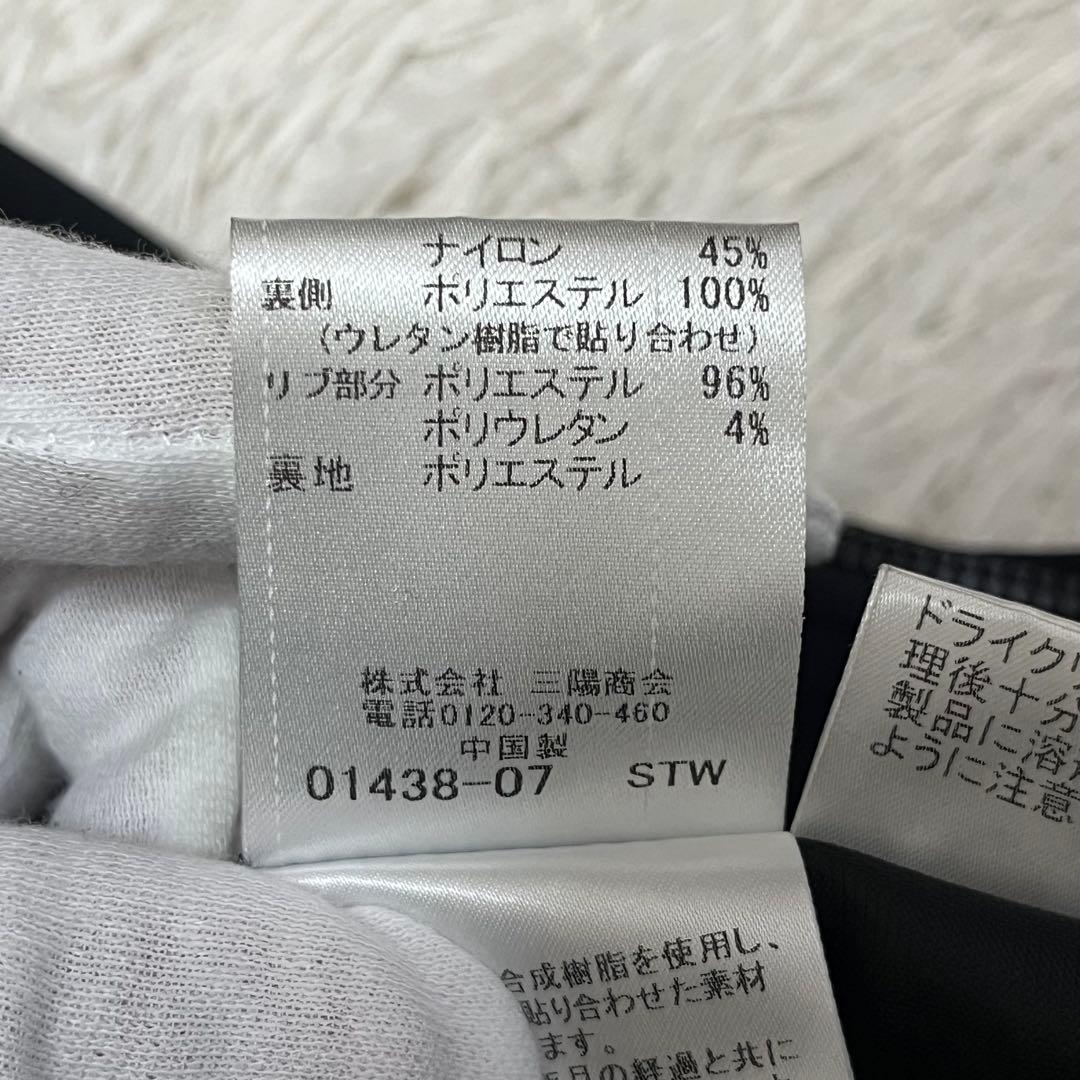 ナイロン 45%
裏側 ポリエステル 100%
(ウレタン樹脂で貼り合わせ)
リブ部分 ポリエステル 96%
ポリウレタン 4%
裏地 ポリエステル
株式会社 三陽商会
電話0120-340-460
中国製
01438-07 STW
ドライク
理後十分
製品に溶
ように注意
合成樹脂を使用し、
貼り合わせた素材
ます。
月の経過と共に